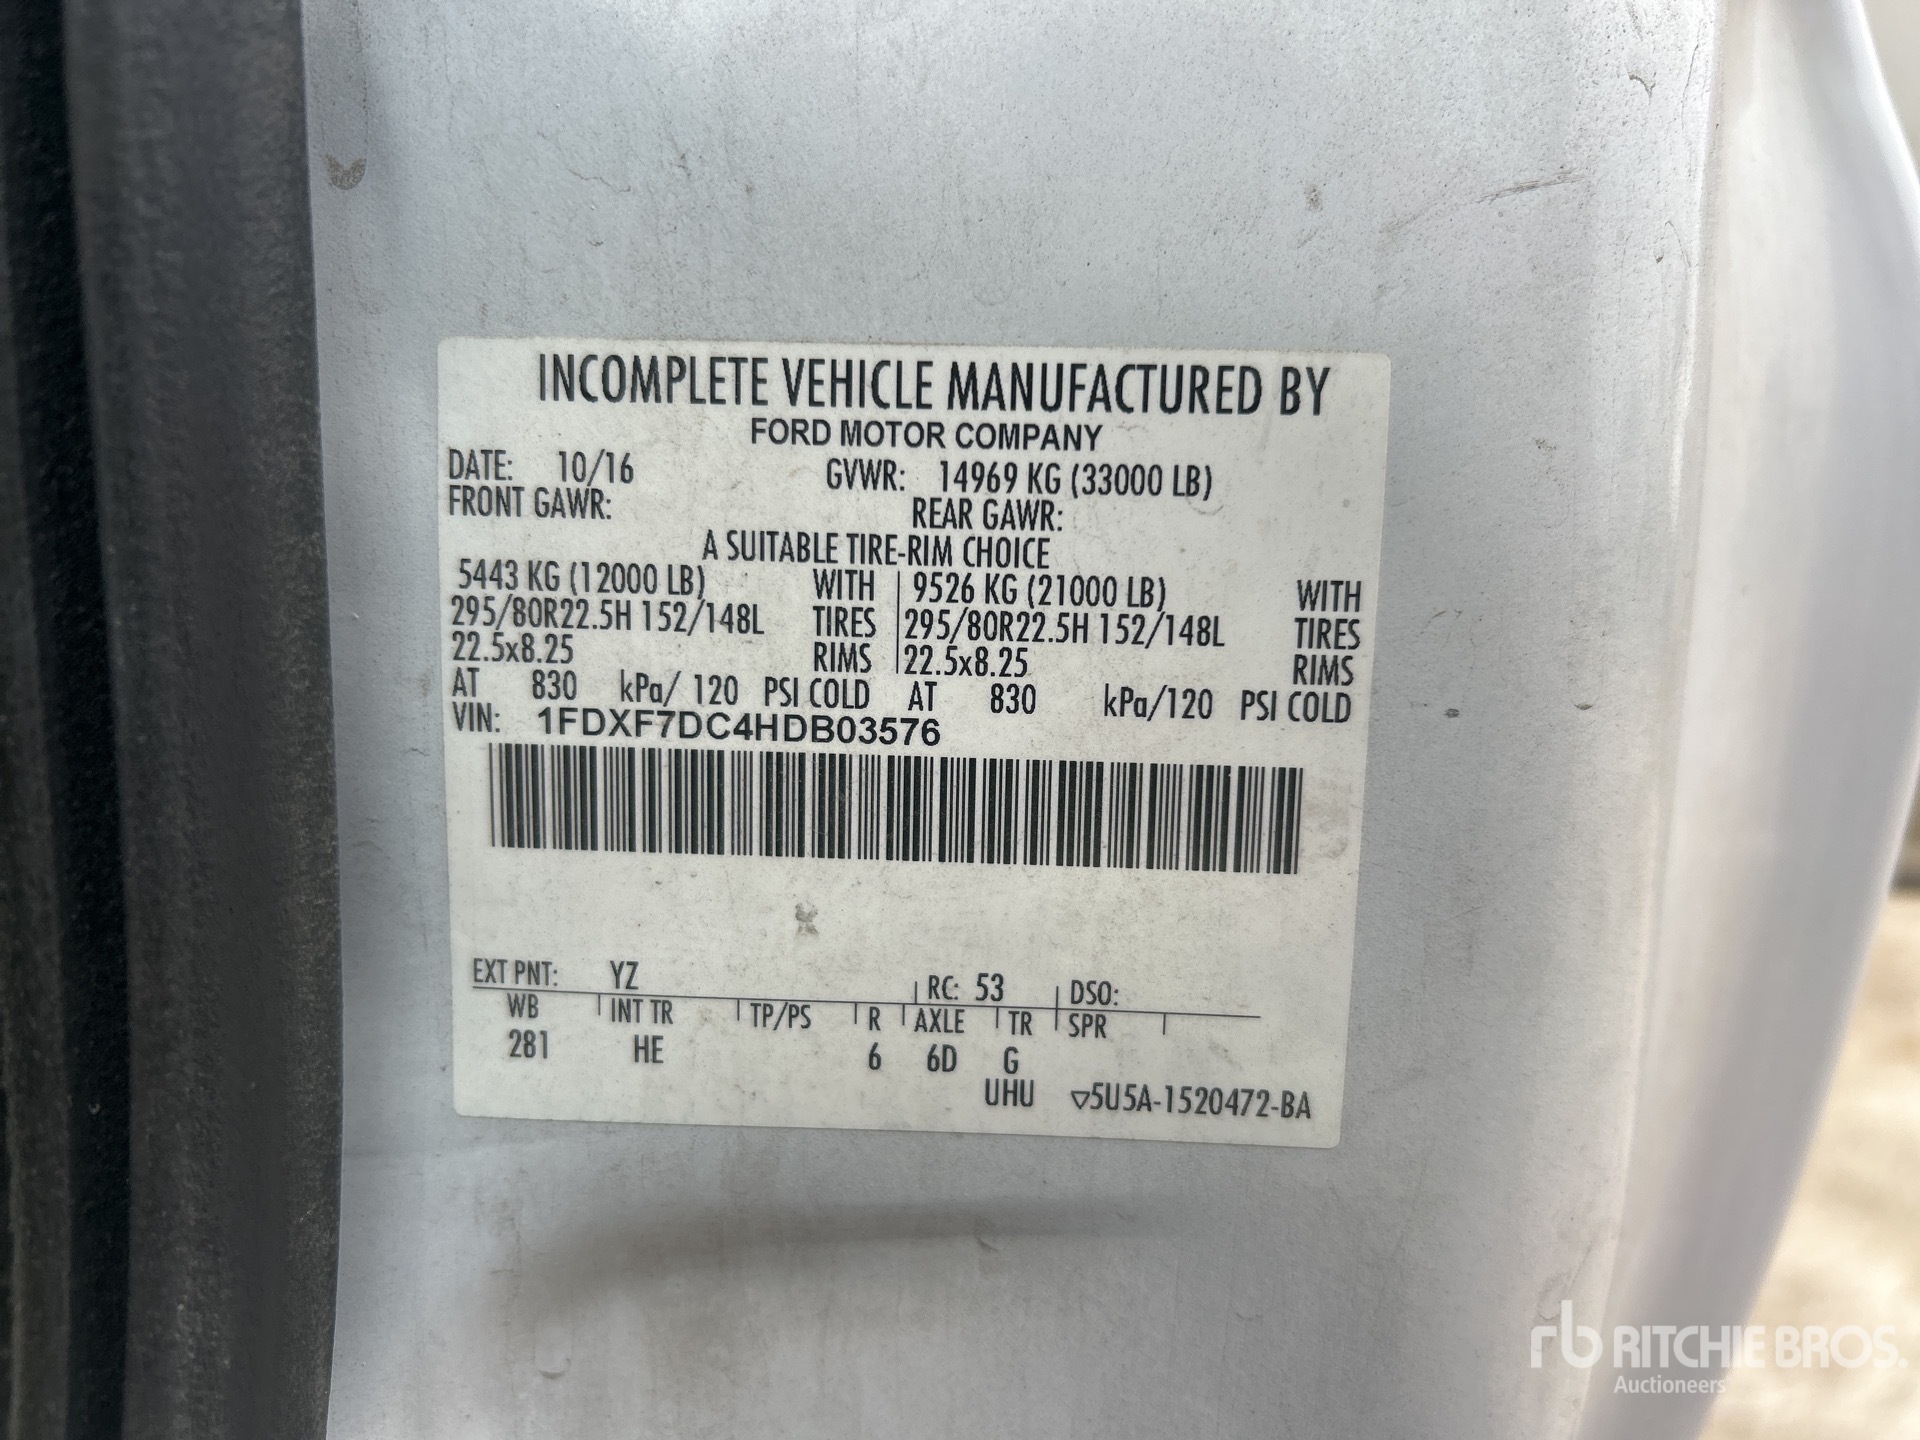 INCOMPLETE VEHICLE MANUFACTURED BY
FORD MOTOR COMPANY
DATE: 10/16 GVWR: 14969 KG (33000 LB)
FRONT GAWR: REAR GAWR:
A SUITABLE TIRE-RIM CHOICE
5443 KG (12000 LB) WITH 9526 KG (21000 LB) WITH
295/80R22.5H 152/148L TIRES 295/80R22.5H 152/148L TIRES
22.5x8.25 RIMS 22.5x8.25 RIMS
AT 830 kPa/ 120 PSI COLD AT 830 kPa/120 PSI COLD
VIN: 1FDXF7DC4HDB03576
EXT PNT: YZ RC: 53 DSO:
WB INT TR TP/PS R AXLE TR SPR
281 HE 6 6D G
UHU ▽5U5A-1520472-BA
rb RITCHIE BROS.
Auctioneers